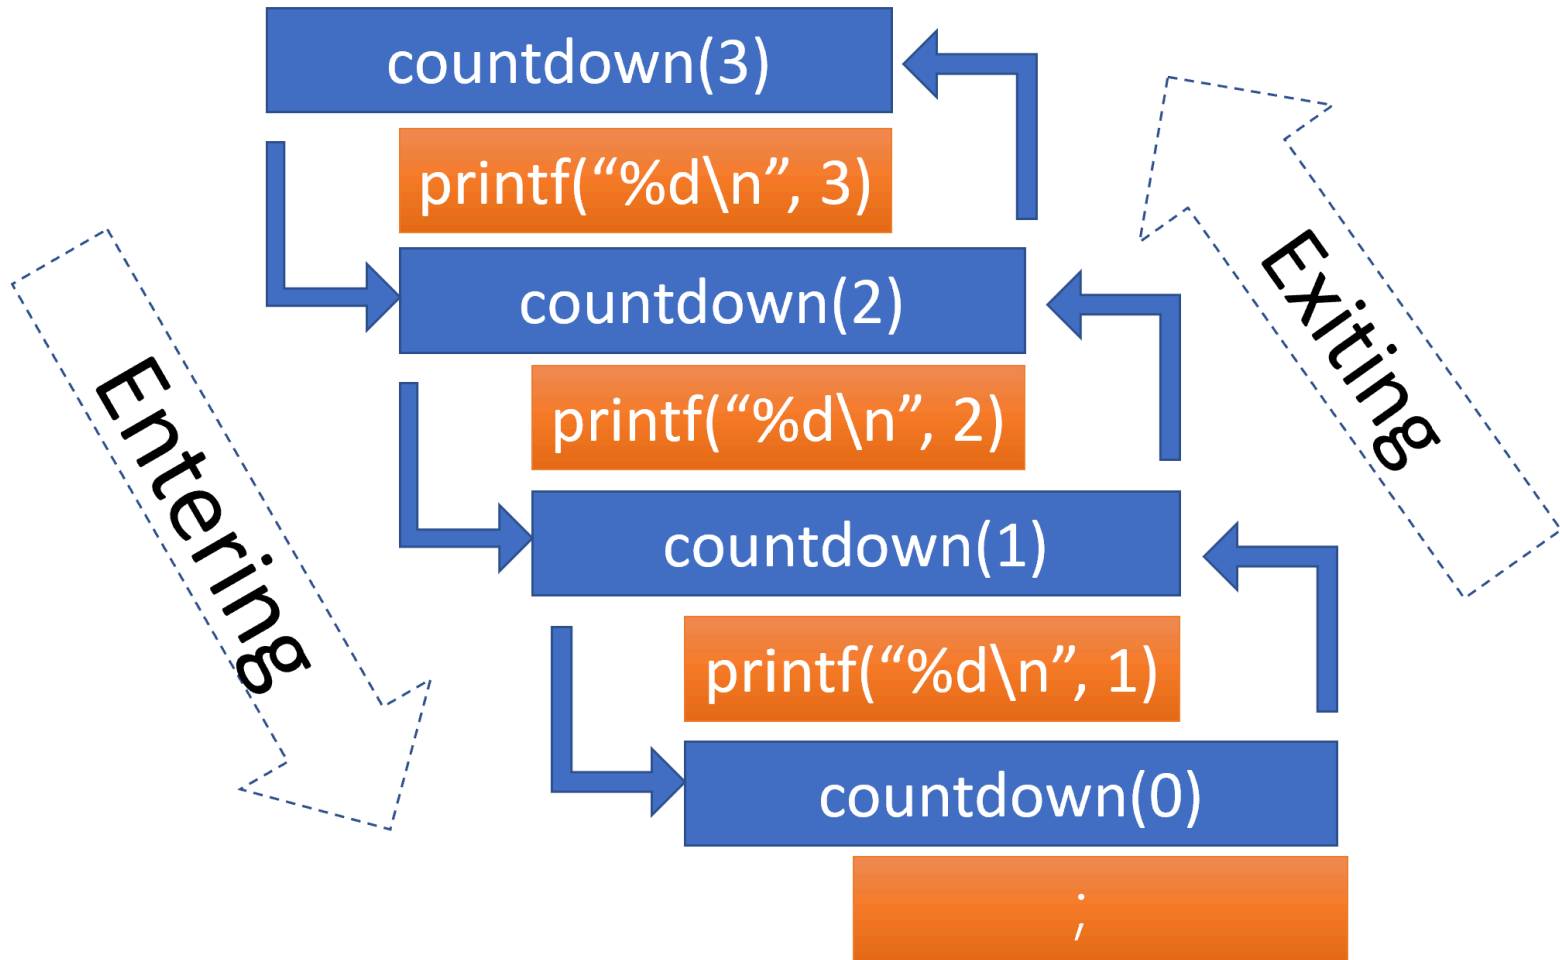 countdown(3)
printf(“%d\n”, 3)
countdown(2)
printf(“%d\n”, 2)
countdown(1)
printf(“%d\n”, 1)
countdown(0)
;
Entering
Exiting